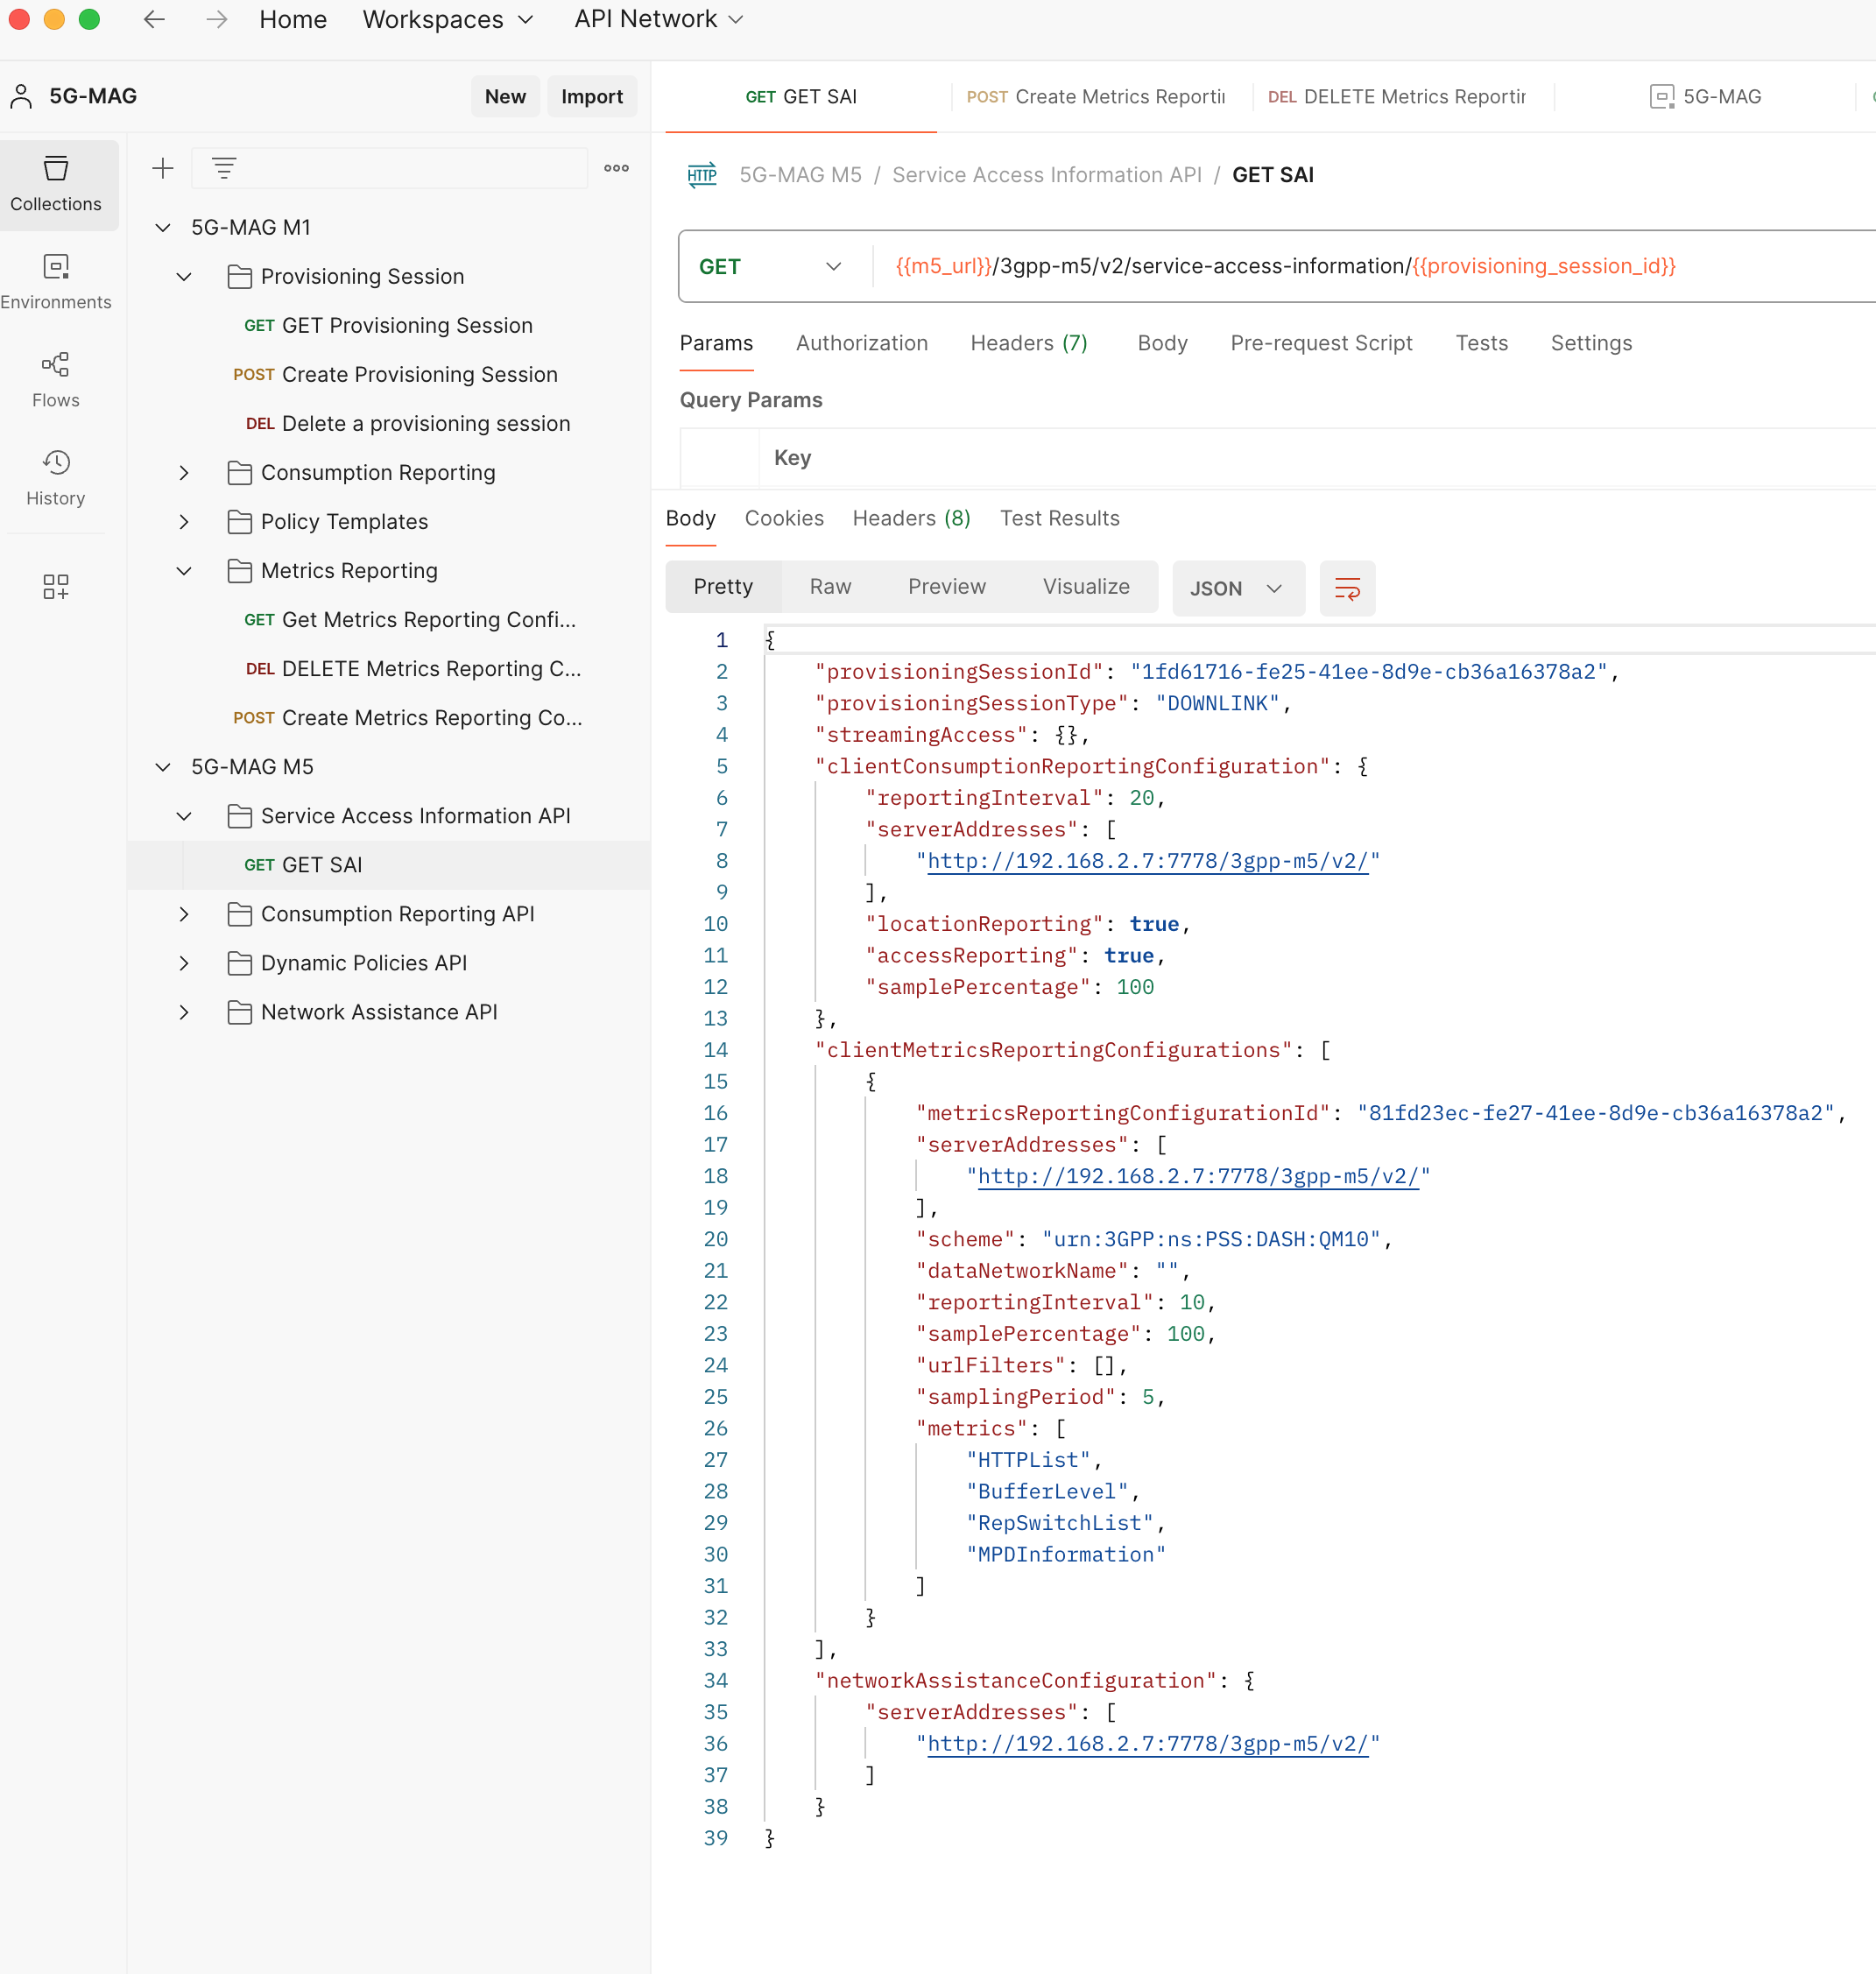 Home Workspaces API Network
5G-MAG New Import
GET GET SAI POST Create Metrics Reporti DEL DELETE Metrics Reportir 5G-MAG
Collections
Environments
Flows
History
5G-MAG M1
Provisioning Session
GET GET Provisioning Session
POST Create Provisioning Session
DEL Delete a provisioning session
Consumption Reporting
Policy Templates
Metrics Reporting
GET Get Metrics Reporting Confi...
DEL DELETE Metrics Reporting C...
POST Create Metrics Reporting Co...
5G-MAG M5
Service Access Information API
GET GET SAI
Consumption Reporting API
Dynamic Policies API
Network Assistance API
HTTP 5G-MAG M5 / Service Access Information API / GET SAI
GET {{m5_url}}/3gpp-m5/v2/service-access-information/{{provisioning_session_id}}
Params Authorization Headers (7) Body Pre-request Script Tests Settings
Query Params
Key
Body Cookies Headers (8) Test Results
Pretty Raw Preview Visualize JSON
1 {
2 "provisioningSessionId": "1fd61716-fe25-41ee-8d9e-cb36a16378a2",
3 "provisioningSessionType": "DOWNLINK",
4 "streamingAccess": {},
5 "clientConsumptionReportingConfiguration": {
6 "reportingInterval": 20,
7 "serverAddresses": [
8 "http://192.168.2.7:7778/3gpp-m5/v2/"
9 ],
10 "locationReporting": true,
11 "accessReporting": true,
12 "samplePercentage": 100
13 },
14 "clientMetricsReportingConfigurations": [
15 {
16 "metricsReportingConfigurationId": "81fd23ec-fe27-41ee-8d9e-cb36a16378a2",
17 "serverAddresses": [
18 "http://192.168.2.7:7778/3gpp-m5/v2/"
19 ],
20 "scheme": "urn:3GPP:ns:PSS:DASH:QM10",
21 "dataNetworkName": "",
22 "reportingInterval": 10,
23 "samplePercentage": 100,
24 "urlFilters": [],
25 "samplingPeriod": 5,
26 "metrics": [
27 "HTTPList",
28 "BufferLevel",
29 "RepSwitchList",
30 "MPDInformation"
31 ]
32 }
33 ],
34 "networkAssistanceConfiguration": {
35 "serverAddresses": [
36 "http://192.168.2.7:7778/3gpp-m5/v2/"
37 ]
38 }
39 }